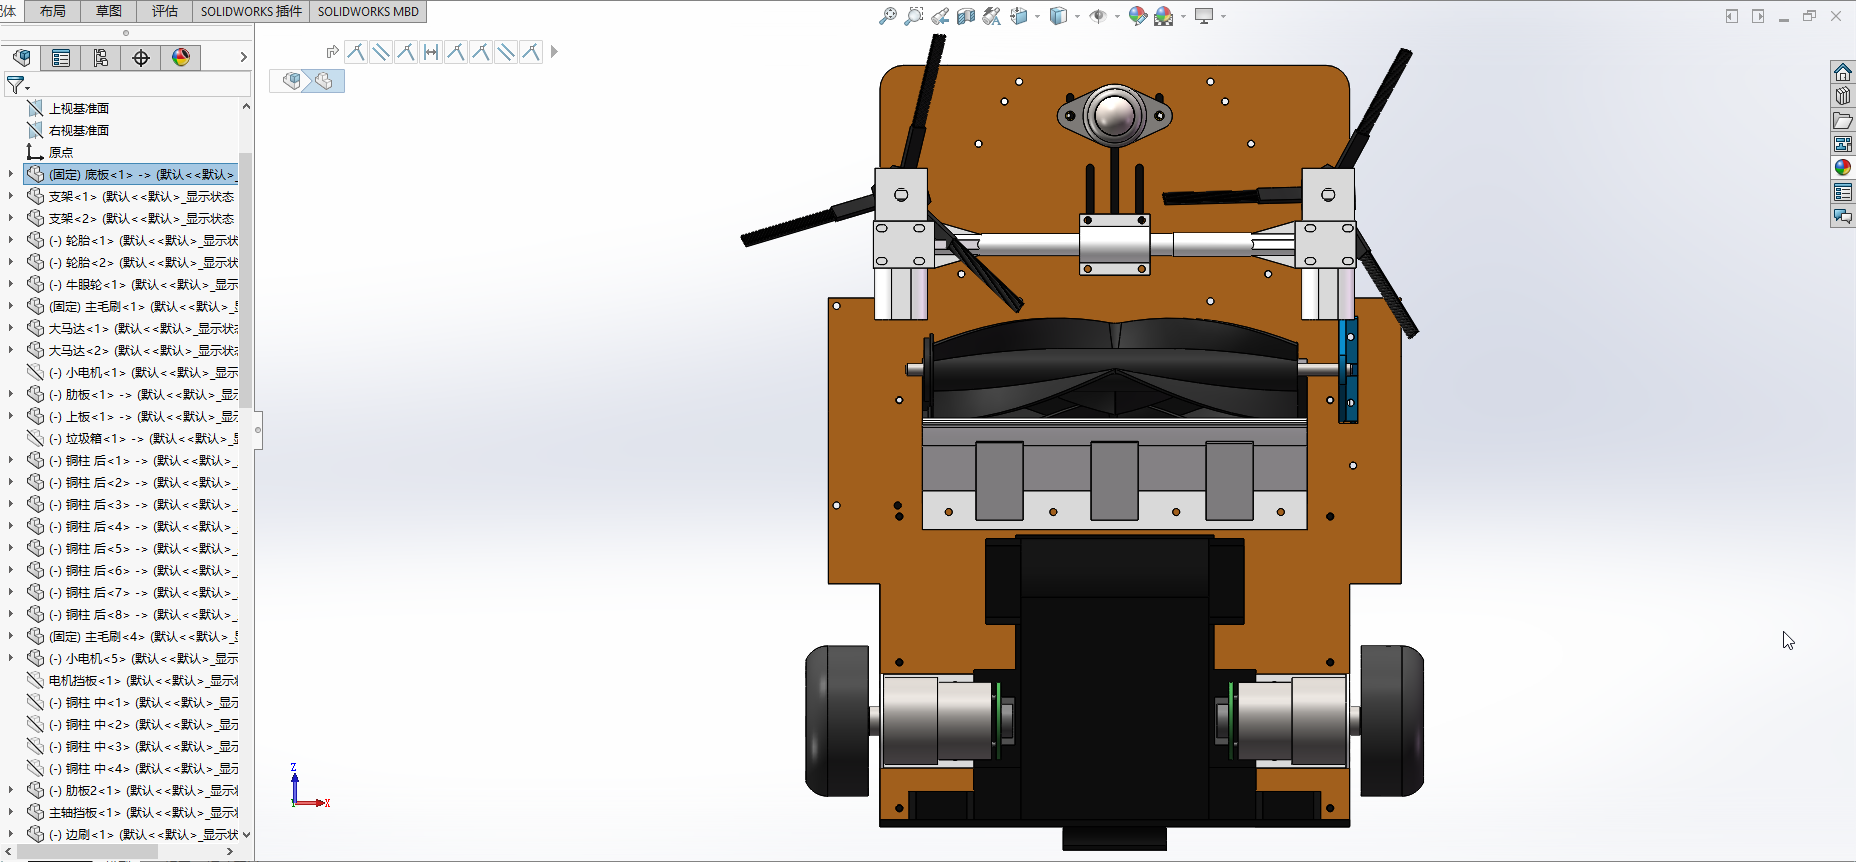 配体 布局 草图 评估 SOLIDWORKS 插件 SOLIDWORKS MBD
上视基准面
右视基准面
原点
(固定) 底板<1> -> (默认<<默认>_
支架<1> (默认<<默认>_显示状态
支架<2> (默认<<默认>_显示状态
(-) 轮胎<1> (默认<<默认>_显示状
(-) 轮胎<2> (默认<<默认>_显示状
(-) 牛眼轮<1> (默认<<默认>_显示
(固定) 主毛刷<1> (默认<<默认>_显
大马达<1> (默认<<默认>_显示状态
大马达<2> (默认<<默认>_显示状态
(-) 小电机<1> (默认<<默认>_显示
(-) 肋板<1> -> (默认<<默认>_显示
(-) 上板<1> -> (默认<<默认>_显示
(-) 垃圾箱<1> -> (默认<<默认>_显
(-) 铜柱 后<1> -> (默认<<默认>_
(-) 铜柱 后<2> -> (默认<<默认>_
(-) 铜柱 后<3> -> (默认<<默认>_
(-) 铜柱 后<4> -> (默认<<默认>_
(-) 铜柱 后<5> -> (默认<<默认>_
(-) 铜柱 后<6> -> (默认<<默认>_
(-) 铜柱 后<7> -> (默认<<默认>_
(-) 铜柱 后<8> -> (默认<<默认>_
(固定) 主毛刷<4> (默认<<默认>_显
(-) 小电机<5> (默认<<默认>_显示
电机挡板<1> (默认<<默认>_显示状
(-) 铜柱 中<1> (默认<<默认>_显示
(-) 铜柱 中<2> (默认<<默认>_显示
(-) 铜柱 中<3> (默认<<默认>_显示
(-) 铜柱 中<4> (默认<<默认>_显示
(-) 肋板2<1> (默认<<默认>_显示状
主轴挡板<1> (默认<<默认>_显示状
(-) 边刷<1> (默认<<默认>_显示状
Z
X